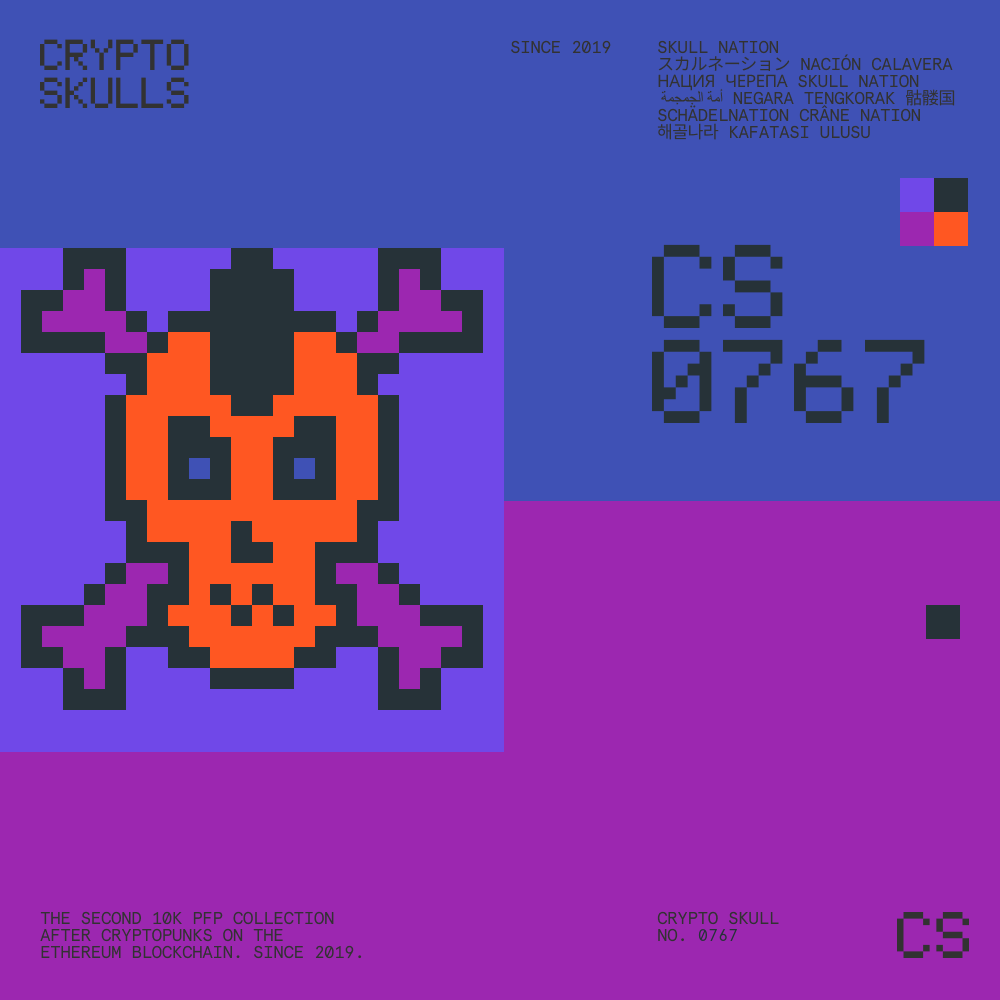 CRYPTO
SKULLS
SINCE 2019
SKULL NATION
スカルネーション NACIÓN CALAVERA
НАЦИЯ ЧЕРЕПА SKULL NATION
أمة الجمجمة NEGARA TENGKORAK 骷髅国
SCHÄDELNATION CRÂNE NATION
해골나라 KAFATASI ULUSU
CS
0767
THE SECOND 10K PFP COLLECTION
AFTER CRYPTOPUNKS ON THE
ETHEREUM BLOCKCHAIN. SINCE 2019.
CRYPTO SKULL
NO. 0767
CS